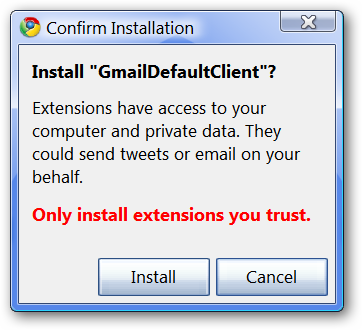 Confirm Installation
Install "GmailDefaultClient"?
Extensions have access to your
computer and private data. They
could send tweets or email on your
behalf.
Only install extensions you trust.
Install
Cancel